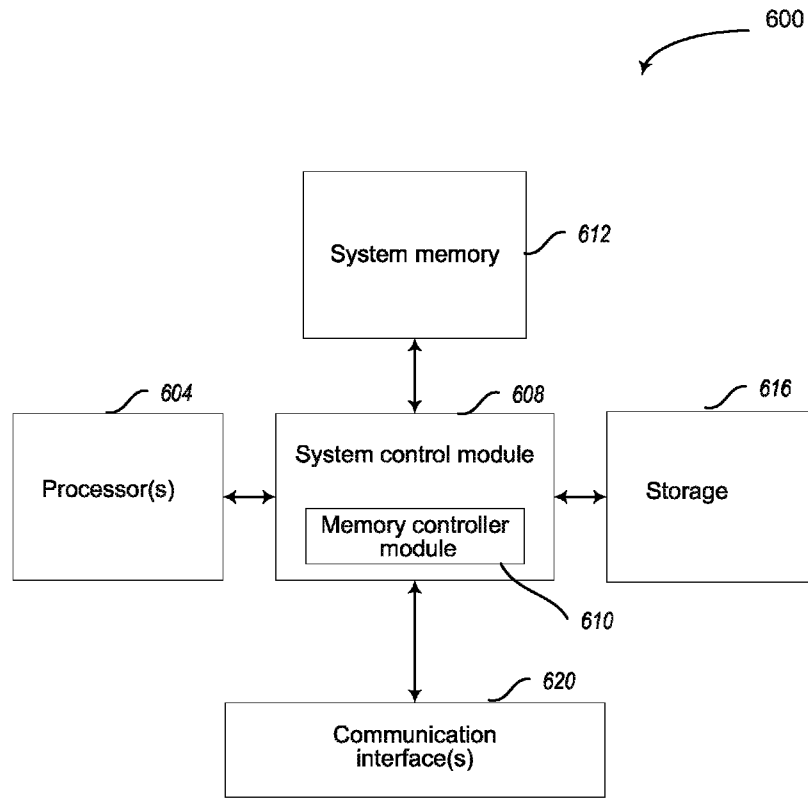 600
System memory
612
604
608
616
Processor(s)
System control module
Storage
Memory controller
module
610
620
Communication
interface(s)